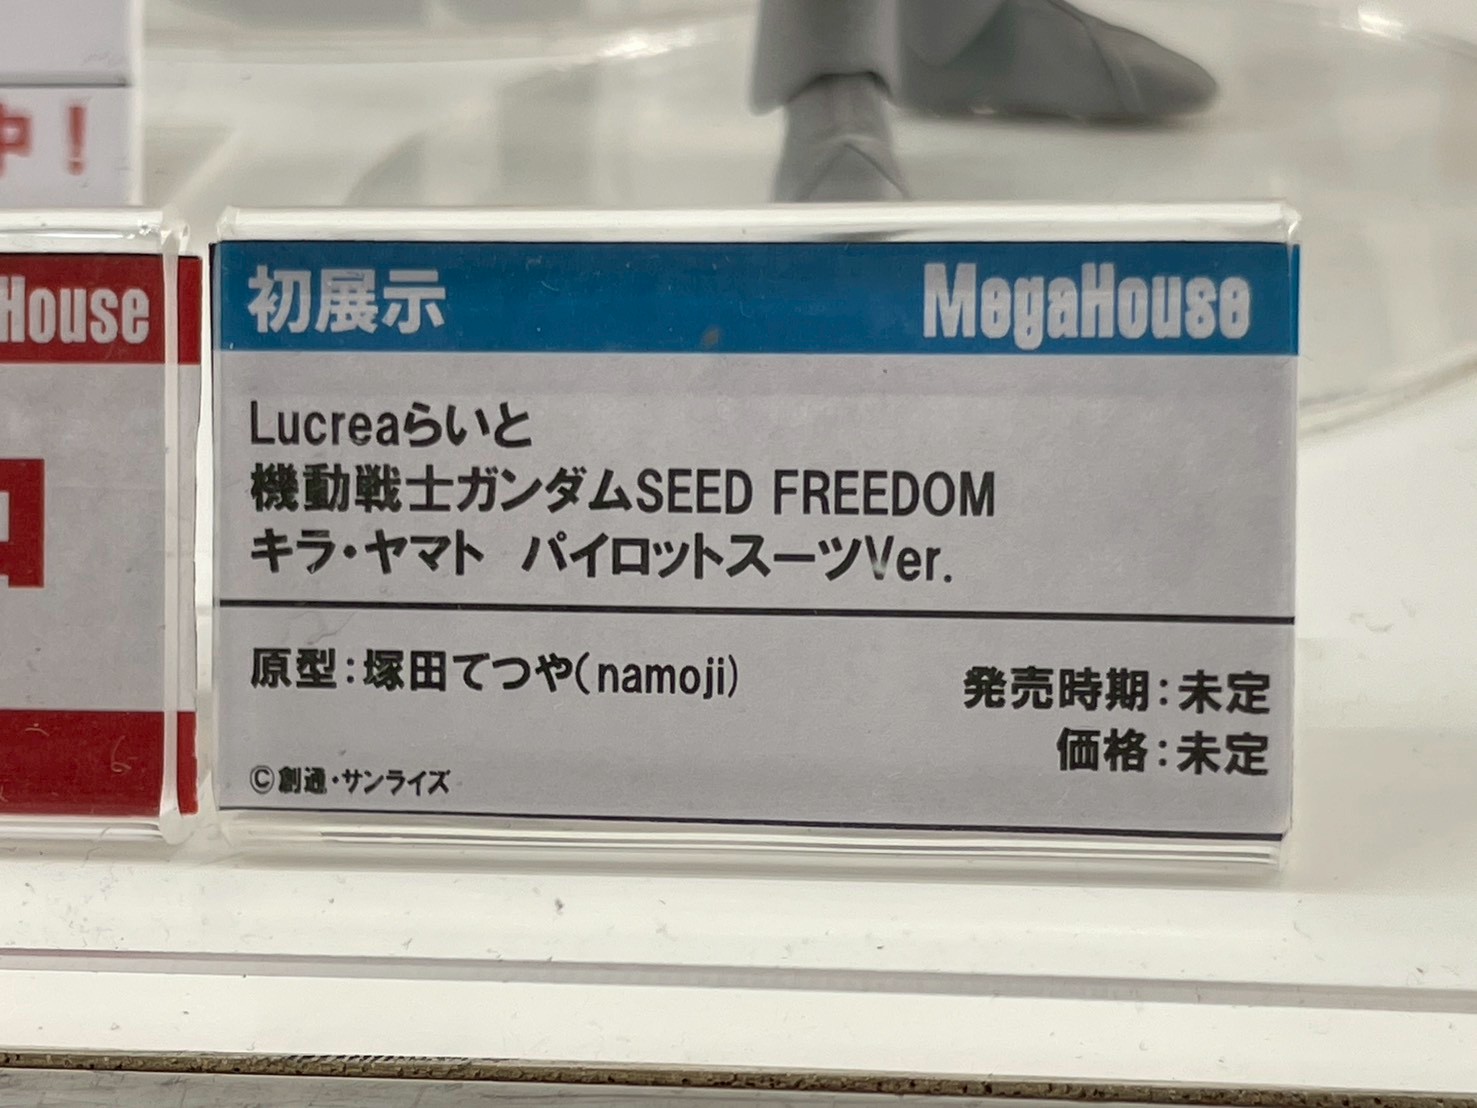 中！
House
初展示
MegaHouse
Lucreaらいと
機動戦士ガンダムSEED FREEDOM
キラ・ヤマト　パイロットスーツVer.
原型：塚田てつや(namoji)
発売時期：未定
価格：未定
©創通・サンライズ